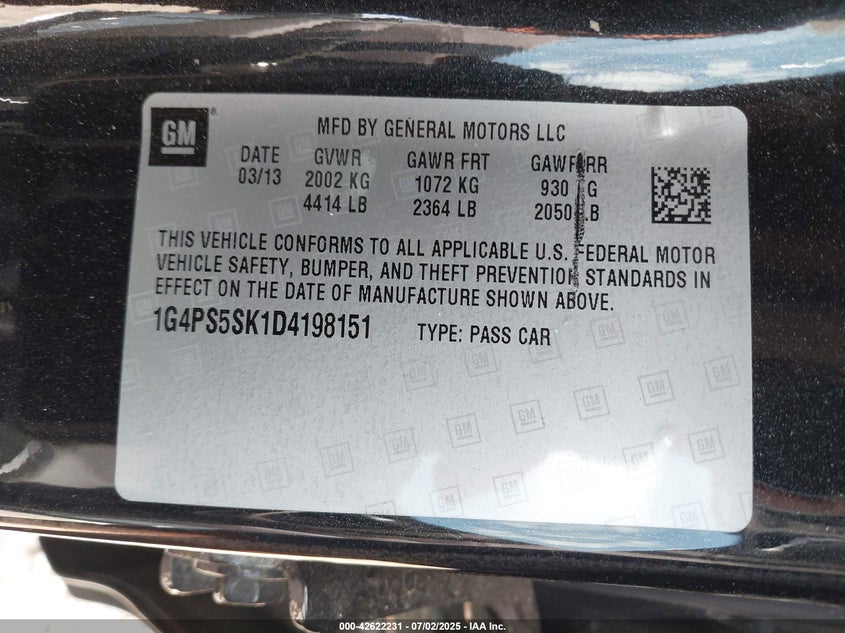 GM®
MFD BY GENERAL MOTORS LLC
DATE GVWR GAWR FRT GAWR RR
03/13 2002 KG 1072 KG 930 KG
4414 LB 2364 LB 2050 LB
THIS VEHICLE CONFORMS TO ALL APPLICABLE U.S. FEDERAL MOTOR
VEHICLE SAFETY, BUMPER, AND THEFT PREVENTION STANDARDS IN
EFFECT ON THE DATE OF MANUFACTURE SHOWN ABOVE.
1G4PS5SK1D4198151 TYPE: PASS CAR
000-42622231 - 07/02/2025 - IAA Inc.